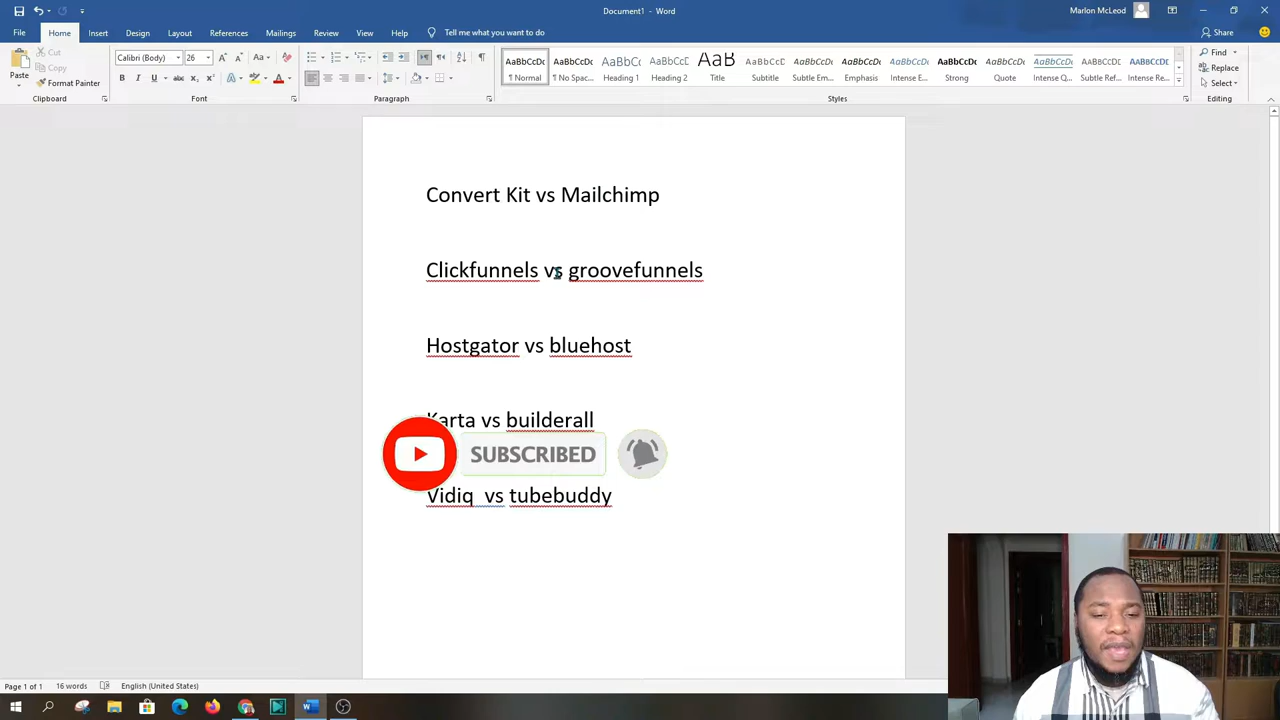 Document1 - Word
Marlon McLeod
File Home Insert Design Layout References Mailings Review View Help Tell me what you want to do
Share
Paste
Cut
Copy
Format Painter
Clipboard
Calibri (Body) 26
Font
Paragraph
AaBbCcDc AaBbCcDc AaBbCc AaBbCcD AaB AaBbCcD AaBbCcDc AaBbCcDc AaBbCcDc AaBbCcDc AaBbCcDc AaBbCcDc AaBbCcDc AaBbCcDc
¶ Normal ¶ No Spac... Heading 1 Heading 2 Title Subtitle Subtle Em... Emphasis Intense E... Strong Quote Intense Q... Subtle Ref... Intense Re...
Styles
Find
Replace
Select
Editing
Convert Kit vs Mailchimp
Clickfunnels vs groovefunnels
Hostgator vs bluehost
Karta vs builderall
SUBSCRIBED
Vidiq  vs tubebuddy
Page 1 of 1 16 words English (United States)